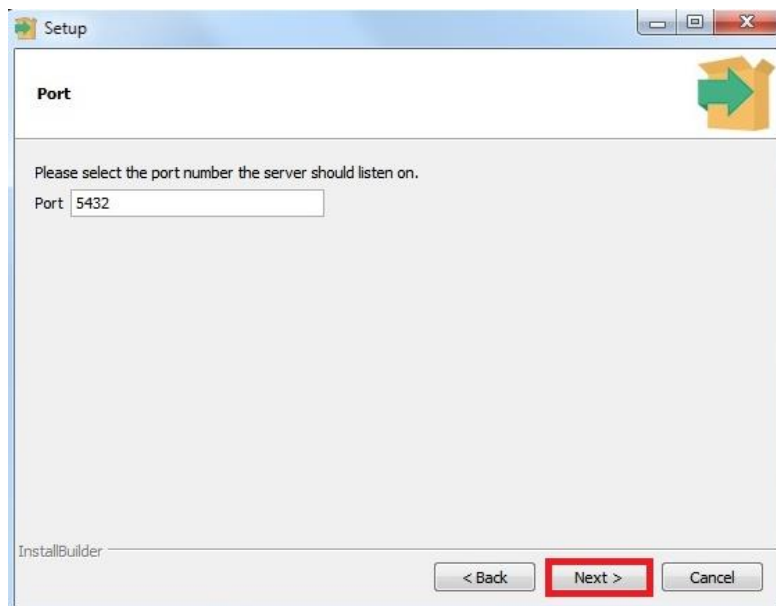 Setup
Port
Please select the port number the server should listen on.
Port 5432
InstallBuilder
< Back Next > Cancel